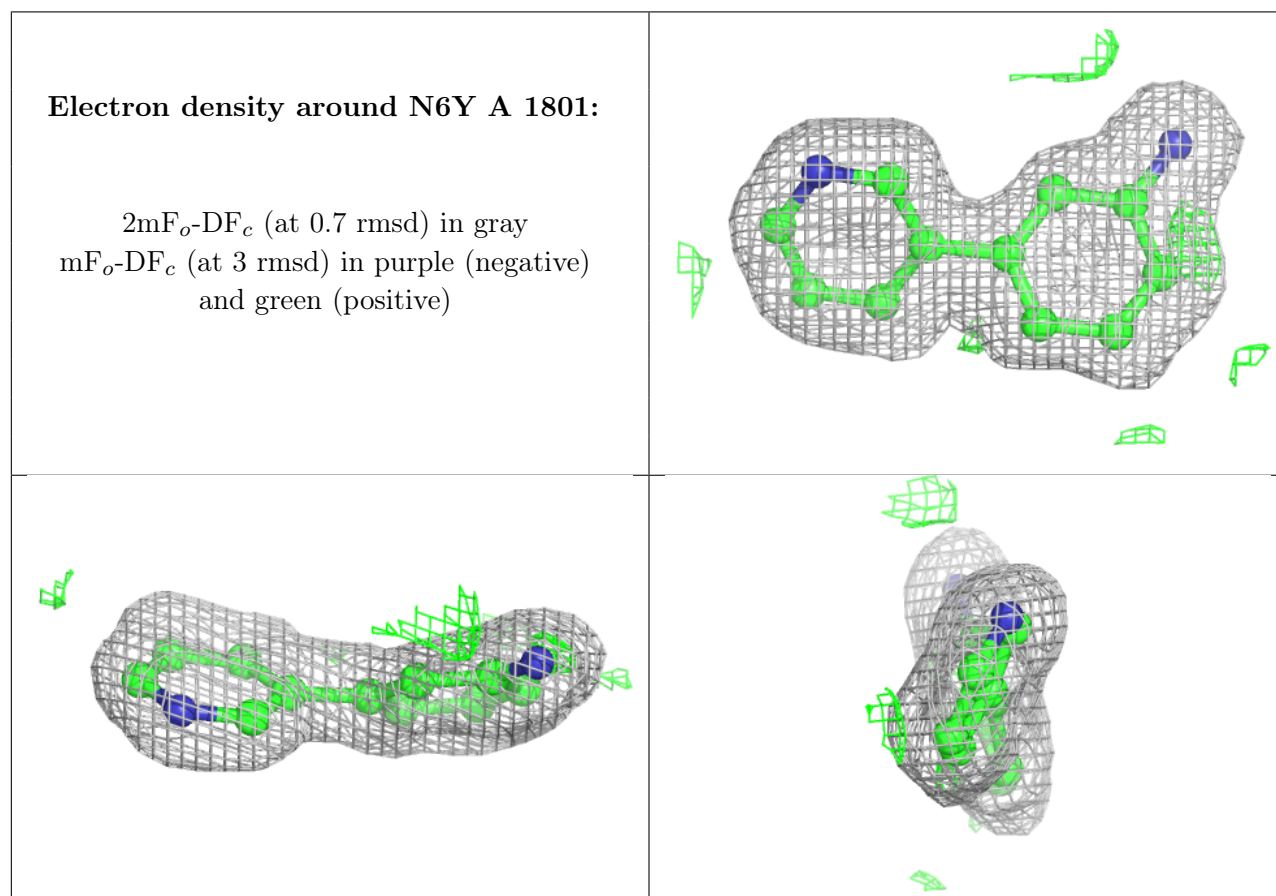 Electron density around N6Y A 1801:
2mFo-DFc (at 0.7 rmsd) in gray
mFo-DFc (at 3 rmsd) in purple (negative)
and green (positive)